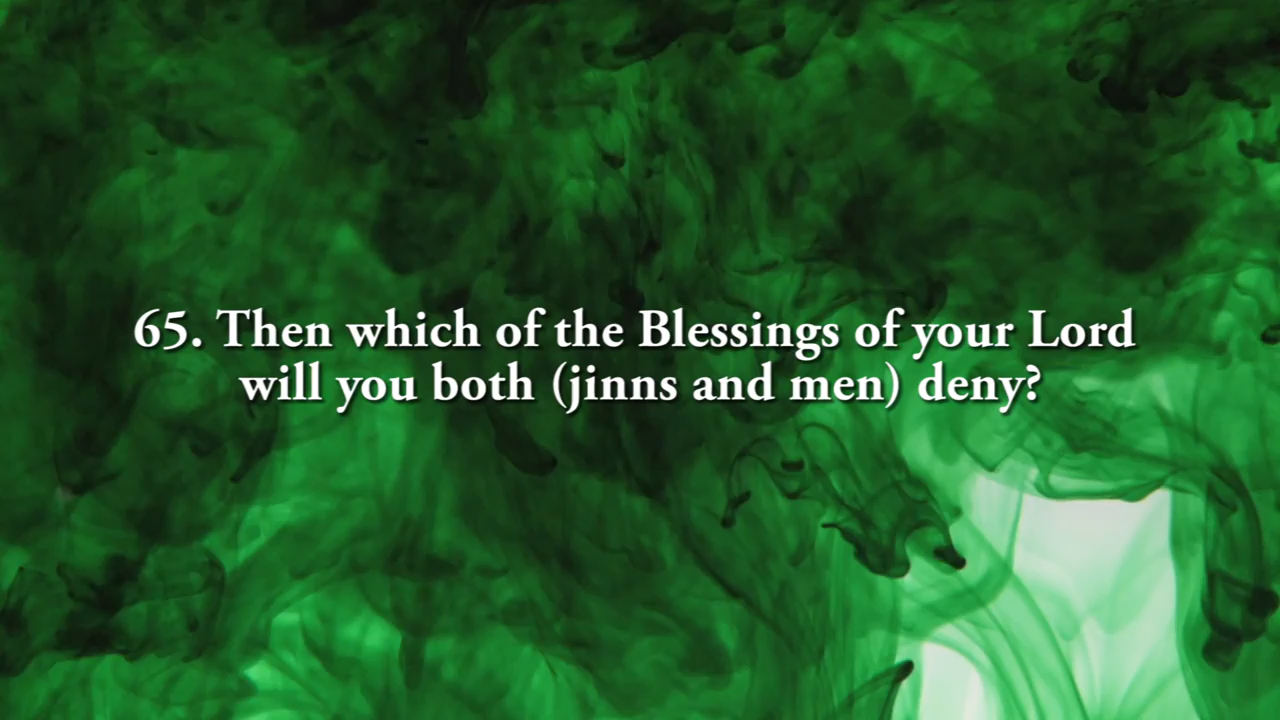 65. Then which of the Blessings of your Lord
will you both (jinns and men) deny?